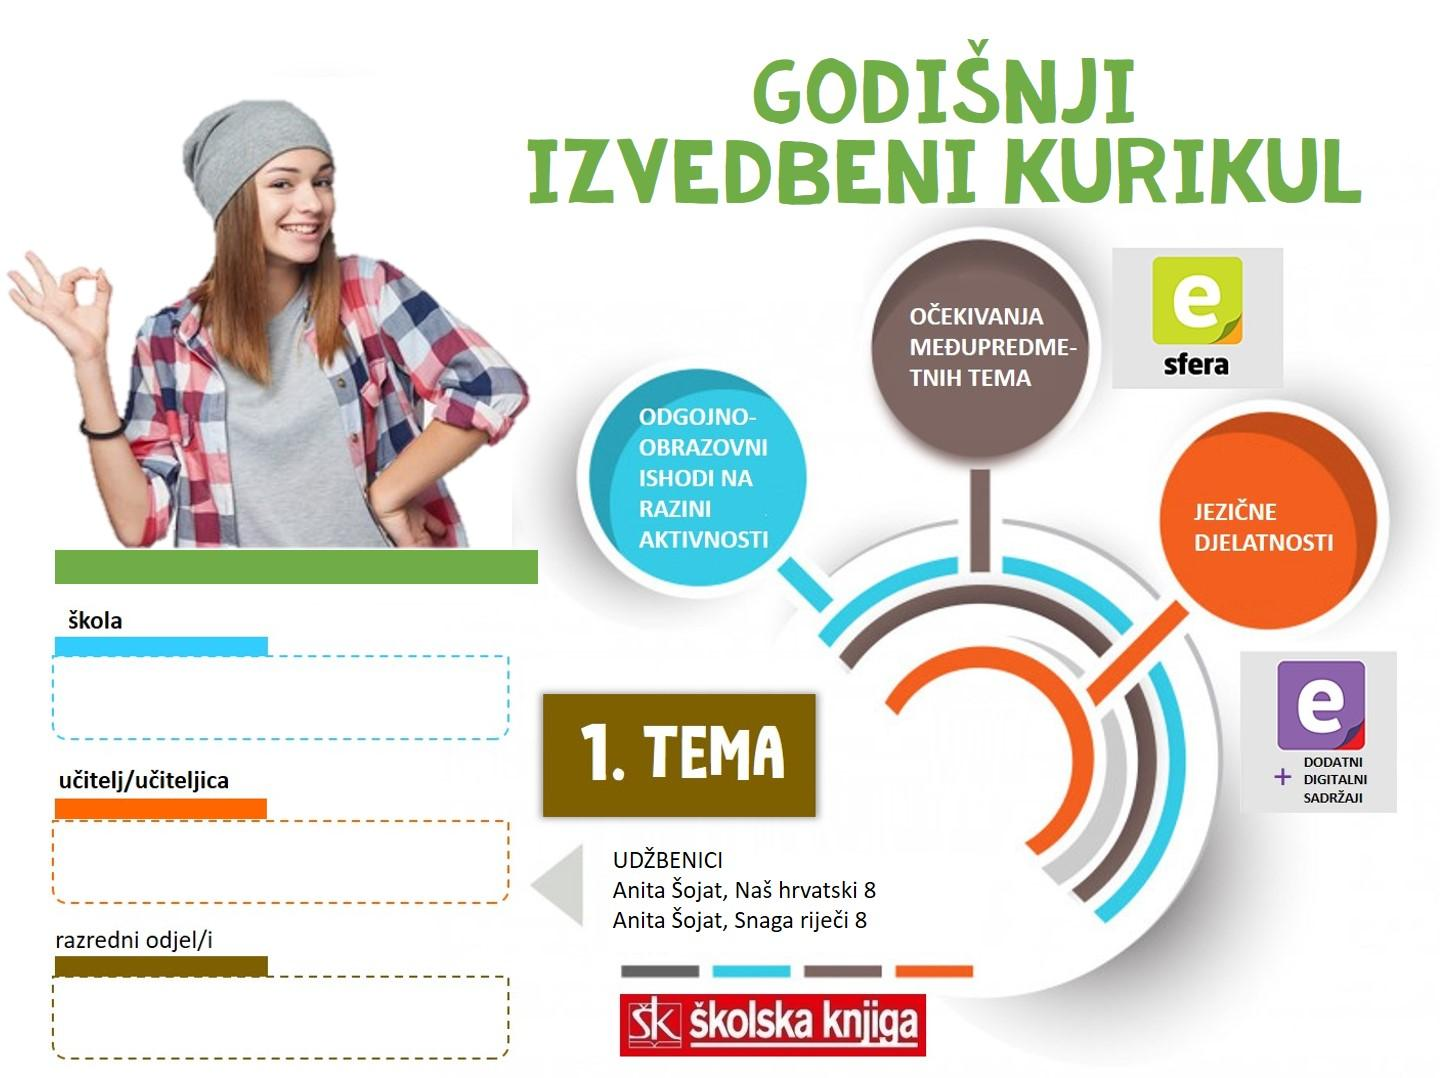 GODIŠNJI
IZVEDBENI KURIKUL
OČEKIVANJA
MEĐUPREDME-
TNIH TEMA
e
sfera
ODGOJNO-
OBRAZOVNI
ISHODI NA
RAZINI
AKTIVNOSTI
JEZIČNE
DJELATNOSTI
škola
e
+ DODATNI
DIGITALNI
SADRŽAJI
1. TEMA
učitelj/učiteljica
UDŽBENICI
Anita Šojat, Naš hrvatski 8
Anita Šojat, Snaga riječi 8
razredni odjel/i
šk školska knjiga